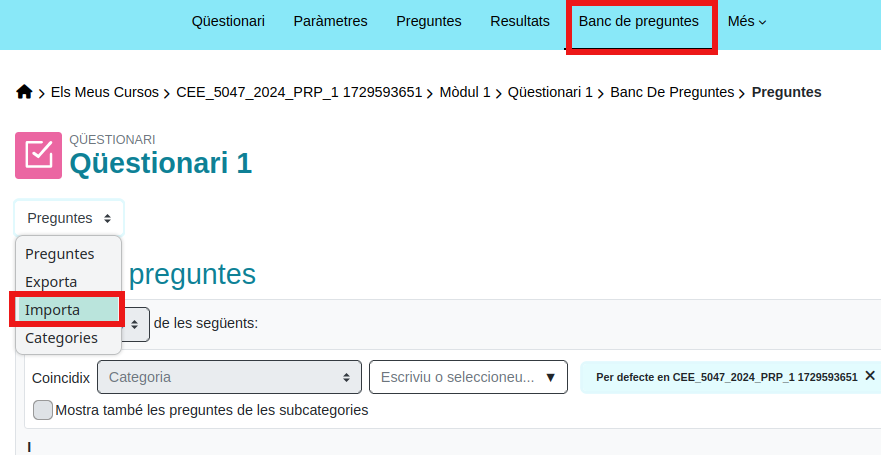 Qüestionari Paràmetres Preguntes Resultats Banc de preguntes Més
Els Meus Cursos CEE_5047_2024_PRP_1 1729593651 Mòdul 1 Qüestionari 1 Banc De Preguntes Preguntes
QÜESTIONARI
Qüestionari 1
Preguntes
Preguntes
preguntes
Exporta
Importa
de les següents:
Categories
Coincidix Categoria Escriviu o seleccioneu... Per defecte en CEE_5047_2024_PRP_1 1729593651
Mostra també les preguntes de les subcategories